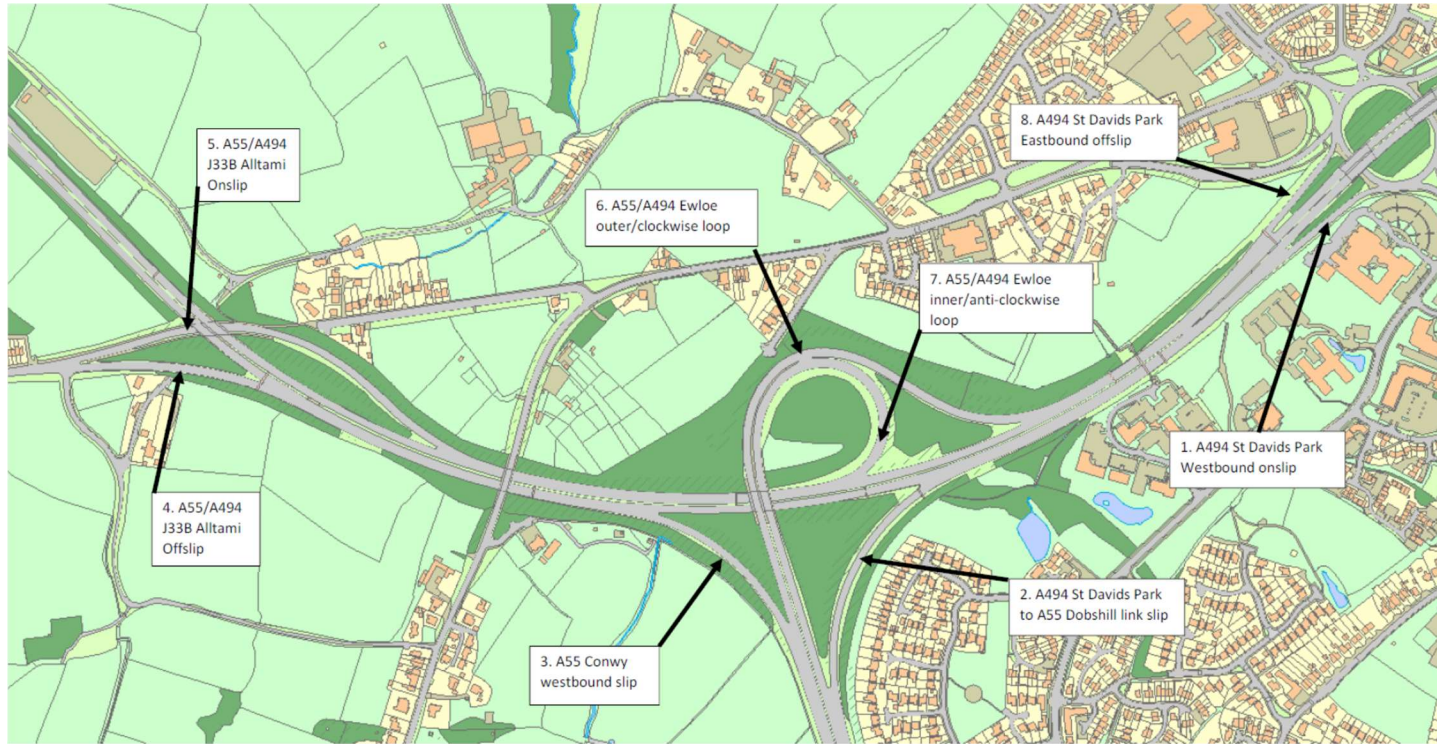 5. A55/A494
J33B Alltami
Onslip
8. A494 St Davids Park
Eastbound offslip
6. A55/A494 Ewloe
outer/clockwise loop
7. A55/A494 Ewloe
inner/anti-clockwise
loop
1. A494 St Davids Park
Westbound onslip
4. A55/A494
J33B Alltami
Offslip
2. A494 St Davids Park
to A55 Dobshill link slip
3. A55 Conwy
westbound slip